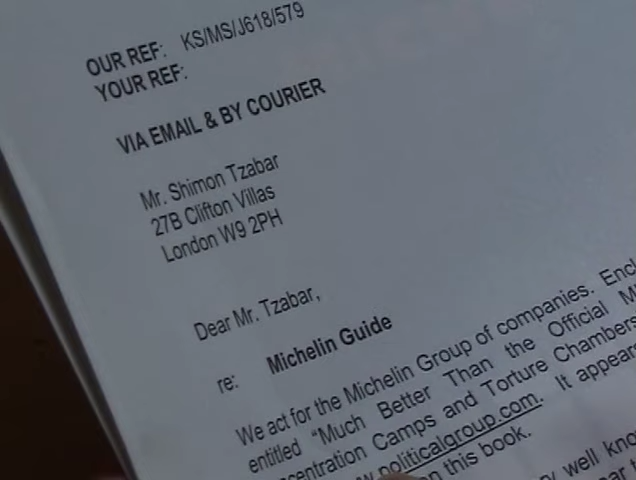 OUR REF: KS/MS/J618/579
YOUR REF:
VIA EMAIL & BY COURIER
Mr. Shimon Tzabar
27B Clifton Villas
London W9 2PH
Dear Mr. Tzabar,
re: Michelin Guide
We act for the Michelin Group of companies. Encl
entitled "Much Better Than the Official M
centration Camps and Torture Chambers
politicalgroup.com. It appears
on this book.
well kno